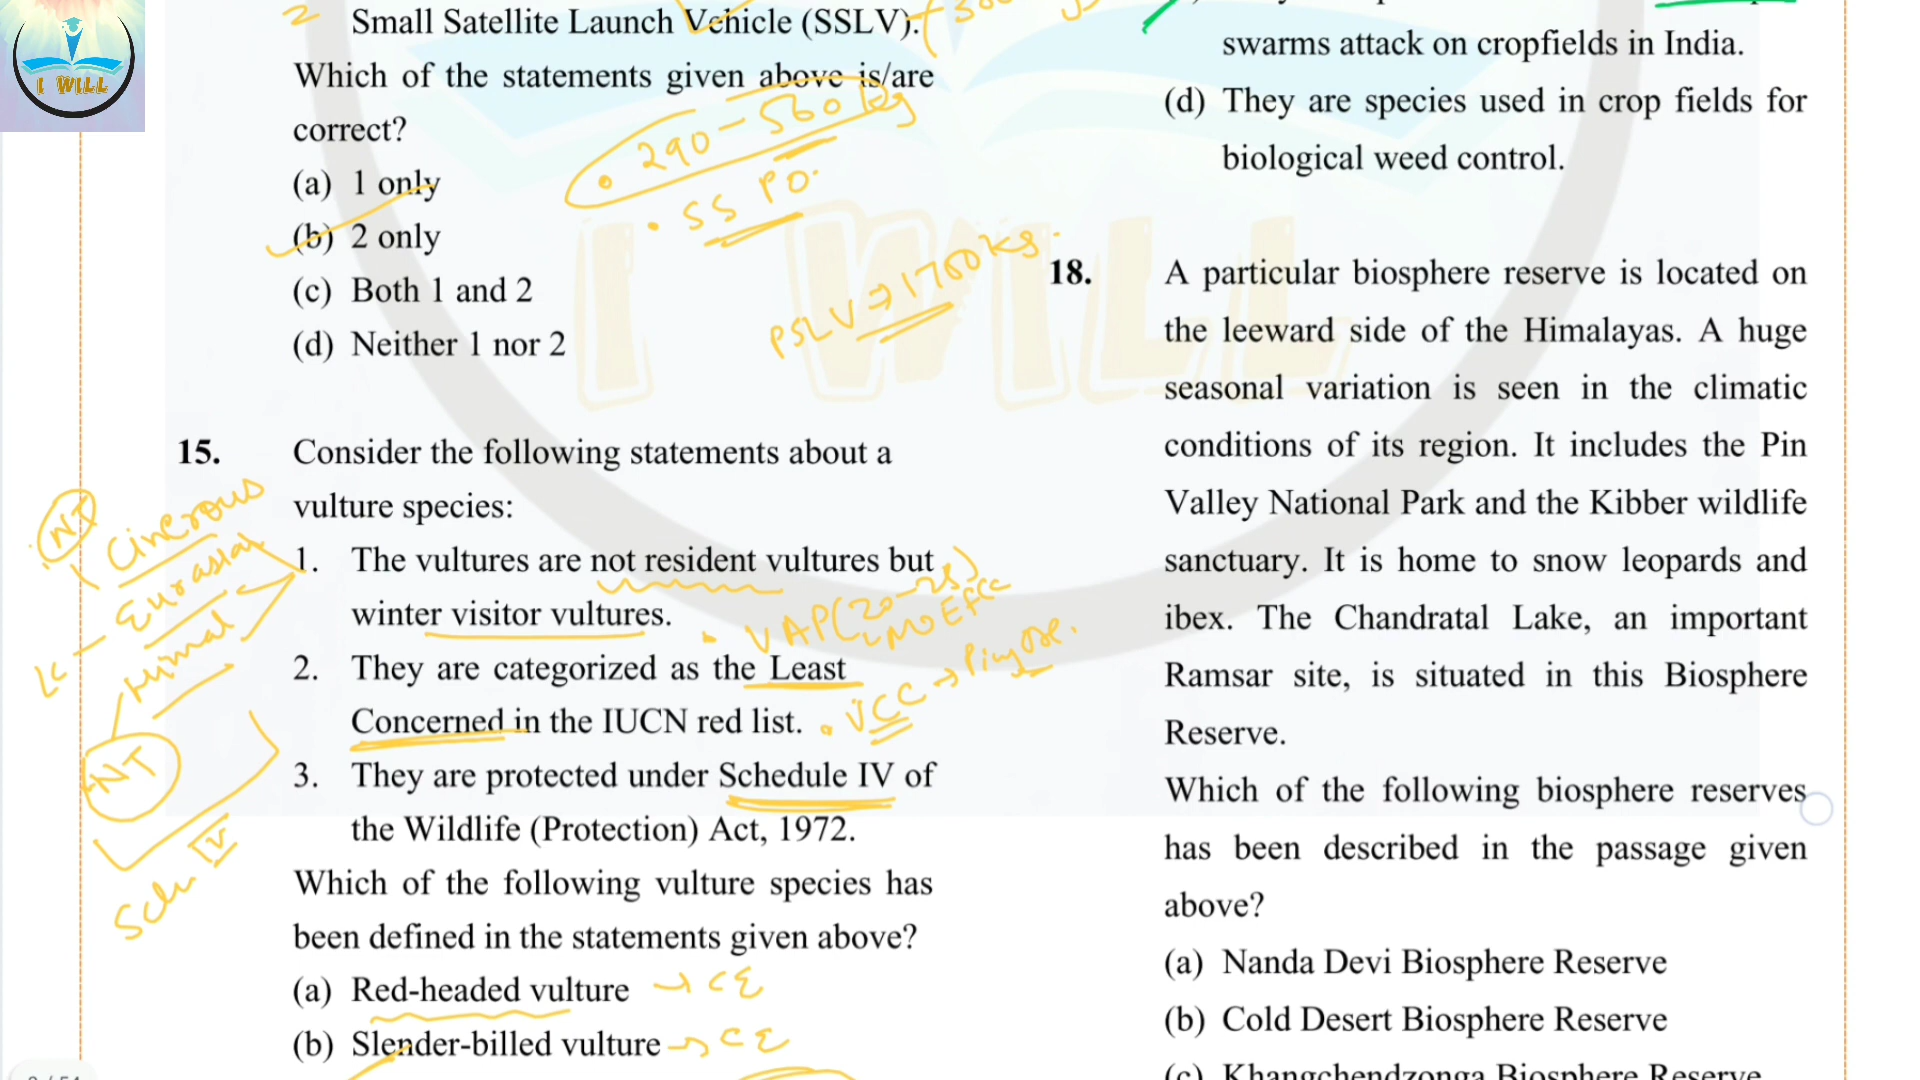 I WILL
Small Satellite Launch Vehicle (SSLV).
Which of the statements given above is/are
correct?
(a) 1 only
(b) 2 only
(c) Both 1 and 2
(d) Neither 1 nor 2
290-560 kg
SS PO.
PSLV → 1750 kg.
15. Consider the following statements about a
vulture species:
1. The vultures are not resident vultures but
winter visitor vultures.
2. They are categorized as the Least
Concerned in the IUCN red list.
3. They are protected under Schedule IV of
the Wildlife (Protection) Act, 1972.
Which of the following vulture species has
been defined in the statements given above?
(a) Red-headed vulture → CE
(b) Slender-billed vulture → CE
NT
Cinerous
Eurasian
LC
Himal
NT
Sch IV
VAP (20-25)
MOEFCC
VCC → Pinjore.
swarms attack on cropfields in India.
(d) They are species used in crop fields for
biological weed control.
18. A particular biosphere reserve is located on
the leeward side of the Himalayas. A huge
seasonal variation is seen in the climatic
conditions of its region. It includes the Pin
Valley National Park and the Kibber wildlife
sanctuary. It is home to snow leopards and
ibex. The Chandratal Lake, an important
Ramsar site, is situated in this Biosphere
Reserve.
Which of the following biosphere reserves
has been described in the passage given
above?
(a) Nanda Devi Biosphere Reserve
(b) Cold Desert Biosphere Reserve
(c) Khangchendzonga Biosphere Reserve
I WILL